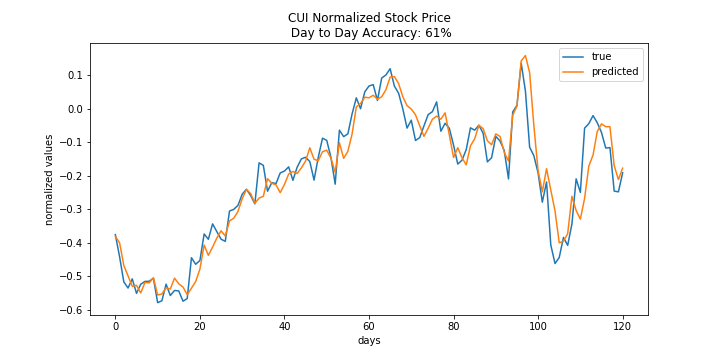 CUI Normalized Stock Price
Day to Day Accuracy: 61%
true
predicted
0.1
0.0
−0.1
−0.2
−0.3
−0.4
−0.5
−0.6
normalized values
0 20 40 60 80 100 120
days